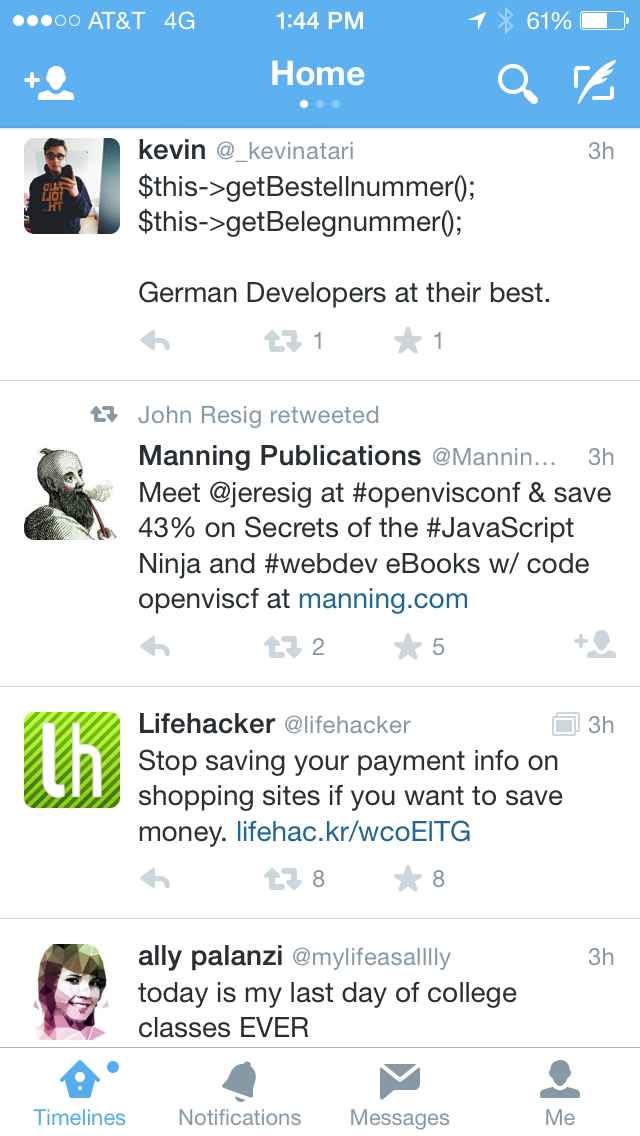 AT&T 4G 1:44 PM 61%
Home
kevin @_kevinatari 3h
$this->getBestellnummer();
$this->getBelegnummer();
German Developers at their best.
1 1
John Resig retweeted
Manning Publications @Mannin... 3h
Meet @jeresig at #openvisconf & save
43% on Secrets of the #JavaScript
Ninja and #webdev eBooks w/ code
openviscf at manning.com
2 5
lh
Lifehacker @lifehacker 3h
Stop saving your payment info on
shopping sites if you want to save
money. lifehac.kr/wcoElTG
8 8
ally palanzi @mylifeasalllly 3h
today is my last day of college
classes EVER
Timelines Notifications Messages Me